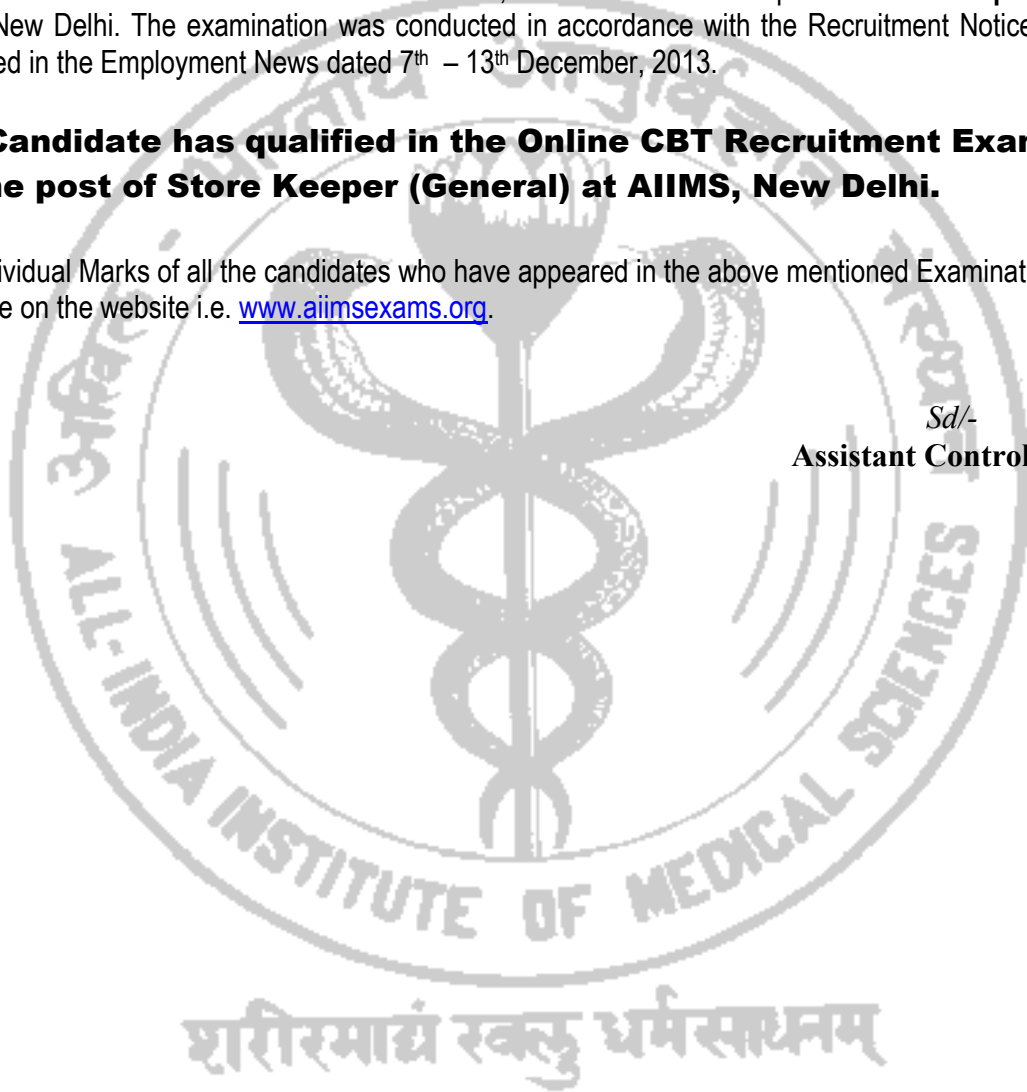 New Delhi. The examination was conducted in accordance with the Recruitment Notice
ed in the Employment News dated 7th – 13th December, 2013.
Candidate has qualified in the Online CBT Recruitment Exam
e post of Store Keeper (General) at AIIMS, New Delhi.
vidual Marks of all the candidates who have appeared in the above mentioned Examinat
e on the website i.e. www.aiimsexams.org.
Sd/-
Assistant Control
ALL-INDIA INSTITUTE OF MEDICAL SCIENCES
शरीरमाद्यं खलु धर्मसाधनम्